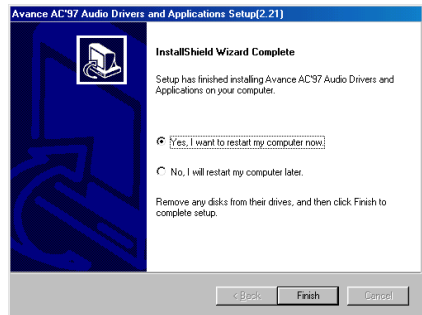 Avance AC'97 Audio Drivers and Applications Setup(2.21)
InstallShield Wizard Complete
Setup has finished installing Avance AC'97 Audio Drivers and
Applications on your computer.
Yes, I want to restart my computer now.
No, I will restart my computer later.
Remove any disks from their drives, and then click Finish to
complete setup.
< Back Finish Cancel